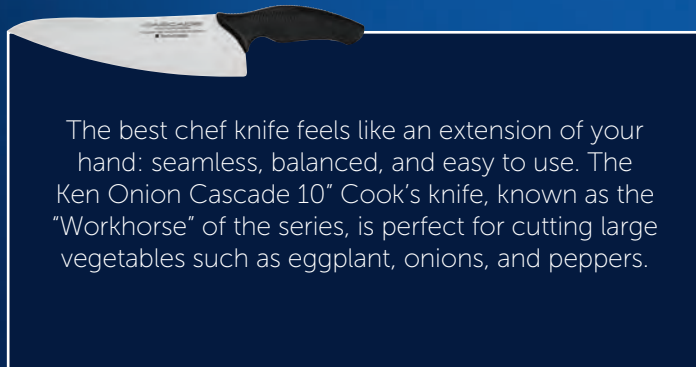 CASCADE
The best chef knife feels like an extension of your
hand: seamless, balanced, and easy to use. The
Ken Onion Cascade 10” Cook’s knife, known as the
“Workhorse” of the series, is perfect for cutting large
vegetables such as eggplant, onions, and peppers.